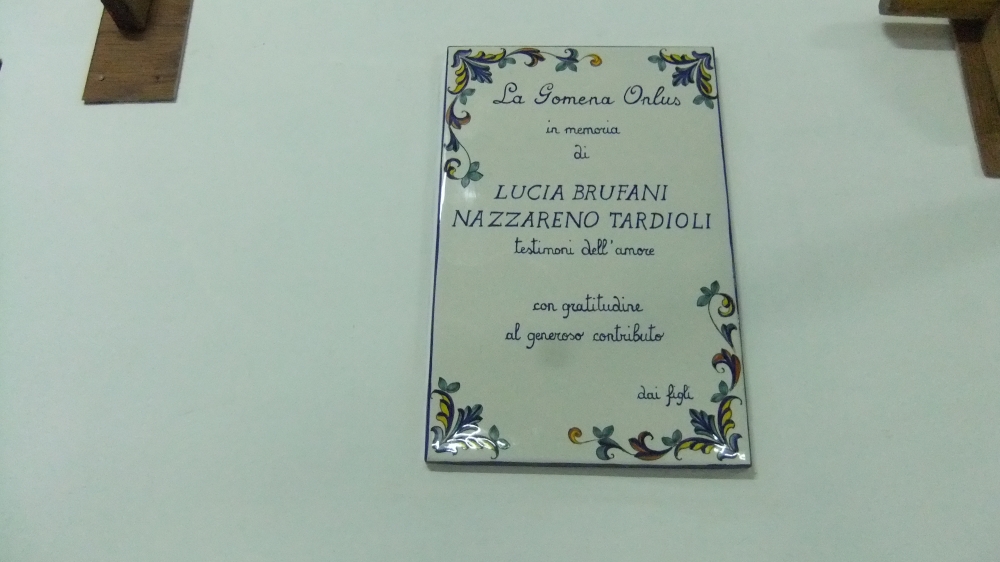 La Gomena Onlus
in memoria
di
LUCIA BRUFANI
NAZZARENO TARDIOLI
testimoni dell'amore
con gratitudine
al generoso contributo
dai figli